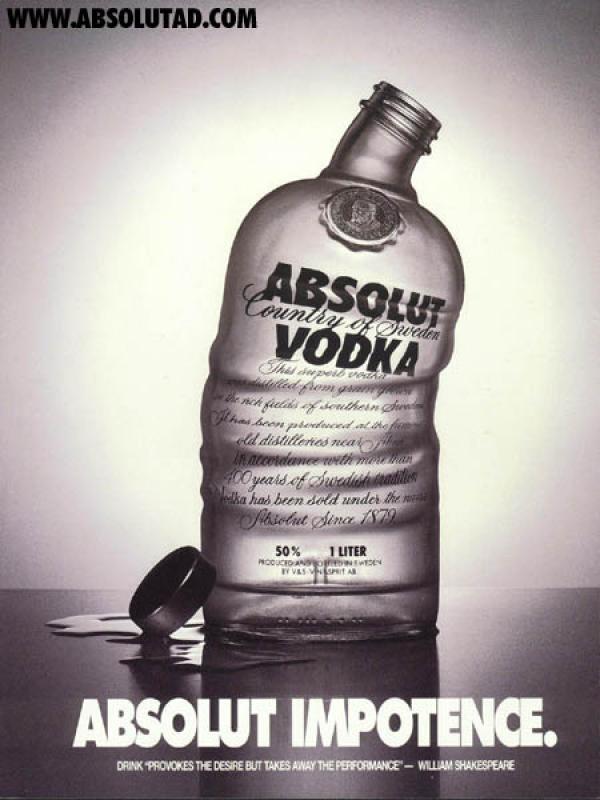 WWW.ABSOLUTAD.COM
ABSOLUT
Country of Sweden
VODKA
This superb vodka
was distilled from grain grown
in the rich fields of southern Sweden
It has been produced at the famous
old distilleries near Åhus
in accordance with more than
400 years of Swedish tradition
Vodka has been sold under the name
Absolut Since 1879
50% 1 LITER
PRODUCED AND BOTTLED IN SWEDEN
BY V&S VIN&SPRIT AB.
ABSOLUT IMPOTENCE.
DRINK "PROVOKES THE DESIRE BUT TAKES AWAY THE PERFORMANCE" — WILLIAM SHAKESPEARE